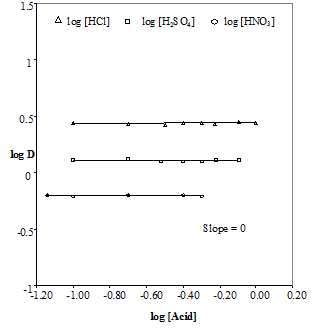 1.5
log [HCl] log [H₂SO₄] log [HNO₃]
1
0.5
log D
0
Slope = 0
-0.5
-1
-1.20 -1.00 -0.80 -0.60 -0.40 -0.20 0.00 0.20
log [Acid]